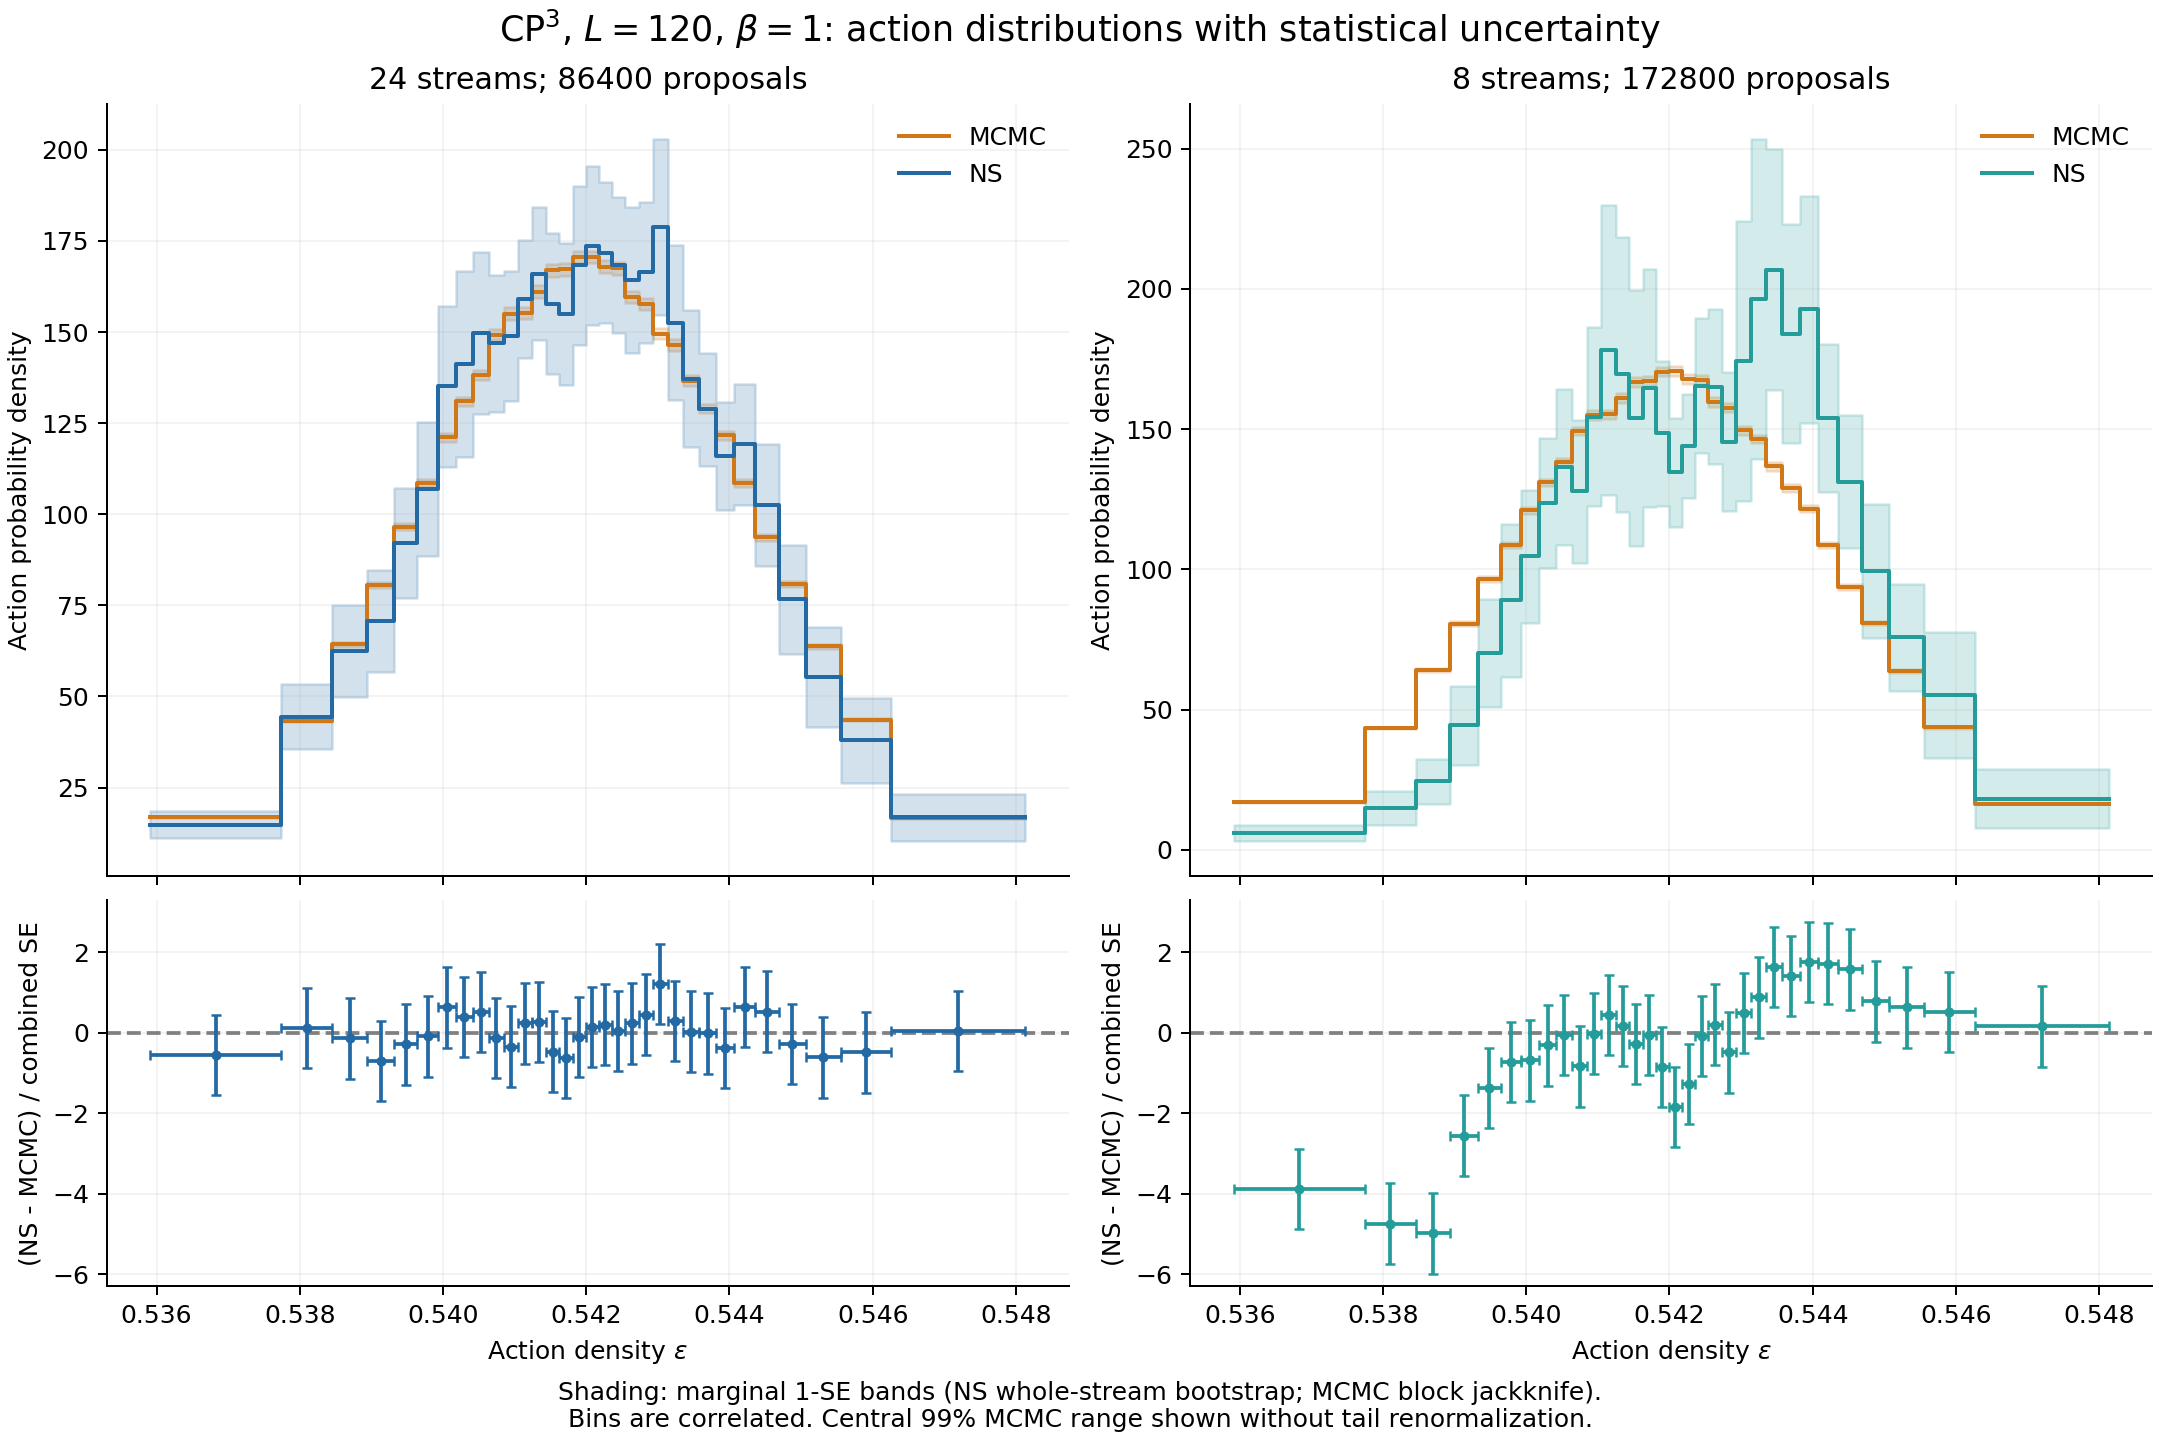 CP³, L = 120, β = 1: action distributions with statistical uncertainty
24 streams; 86400 proposals
Action probability density
200
175
150
125
100
75
50
25
MCMC
NS
8 streams; 172800 proposals
Action probability density
250
200
150
100
50
0
MCMC
NS
(NS - MCMC) / combined SE
2
0
−2
−4
−6
0.536 0.538 0.540 0.542 0.544 0.546 0.548
Action density ε
(NS - MCMC) / combined SE
2
0
−2
−4
−6
0.536 0.538 0.540 0.542 0.544 0.546 0.548
Action density ε
Shading: marginal 1-SE bands (NS whole-stream bootstrap; MCMC block jackknife).
Bins are correlated. Central 99% MCMC range shown without tail renormalization.